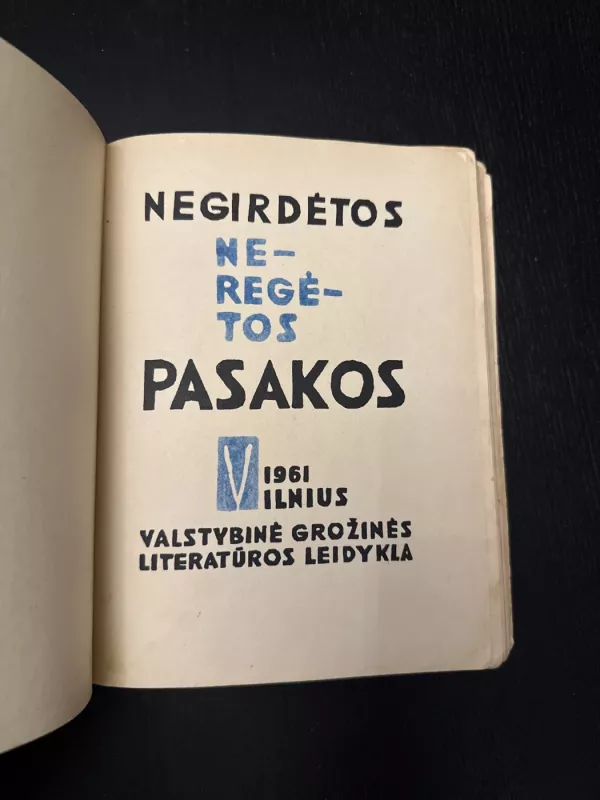 NEGIRDĖTOS
NE-
REGĖ-
TOS
PASAKOS
1961
VILNIUS
VALSTYBINĖ GROŽINĖS
LITERATŪROS LEIDYKLA